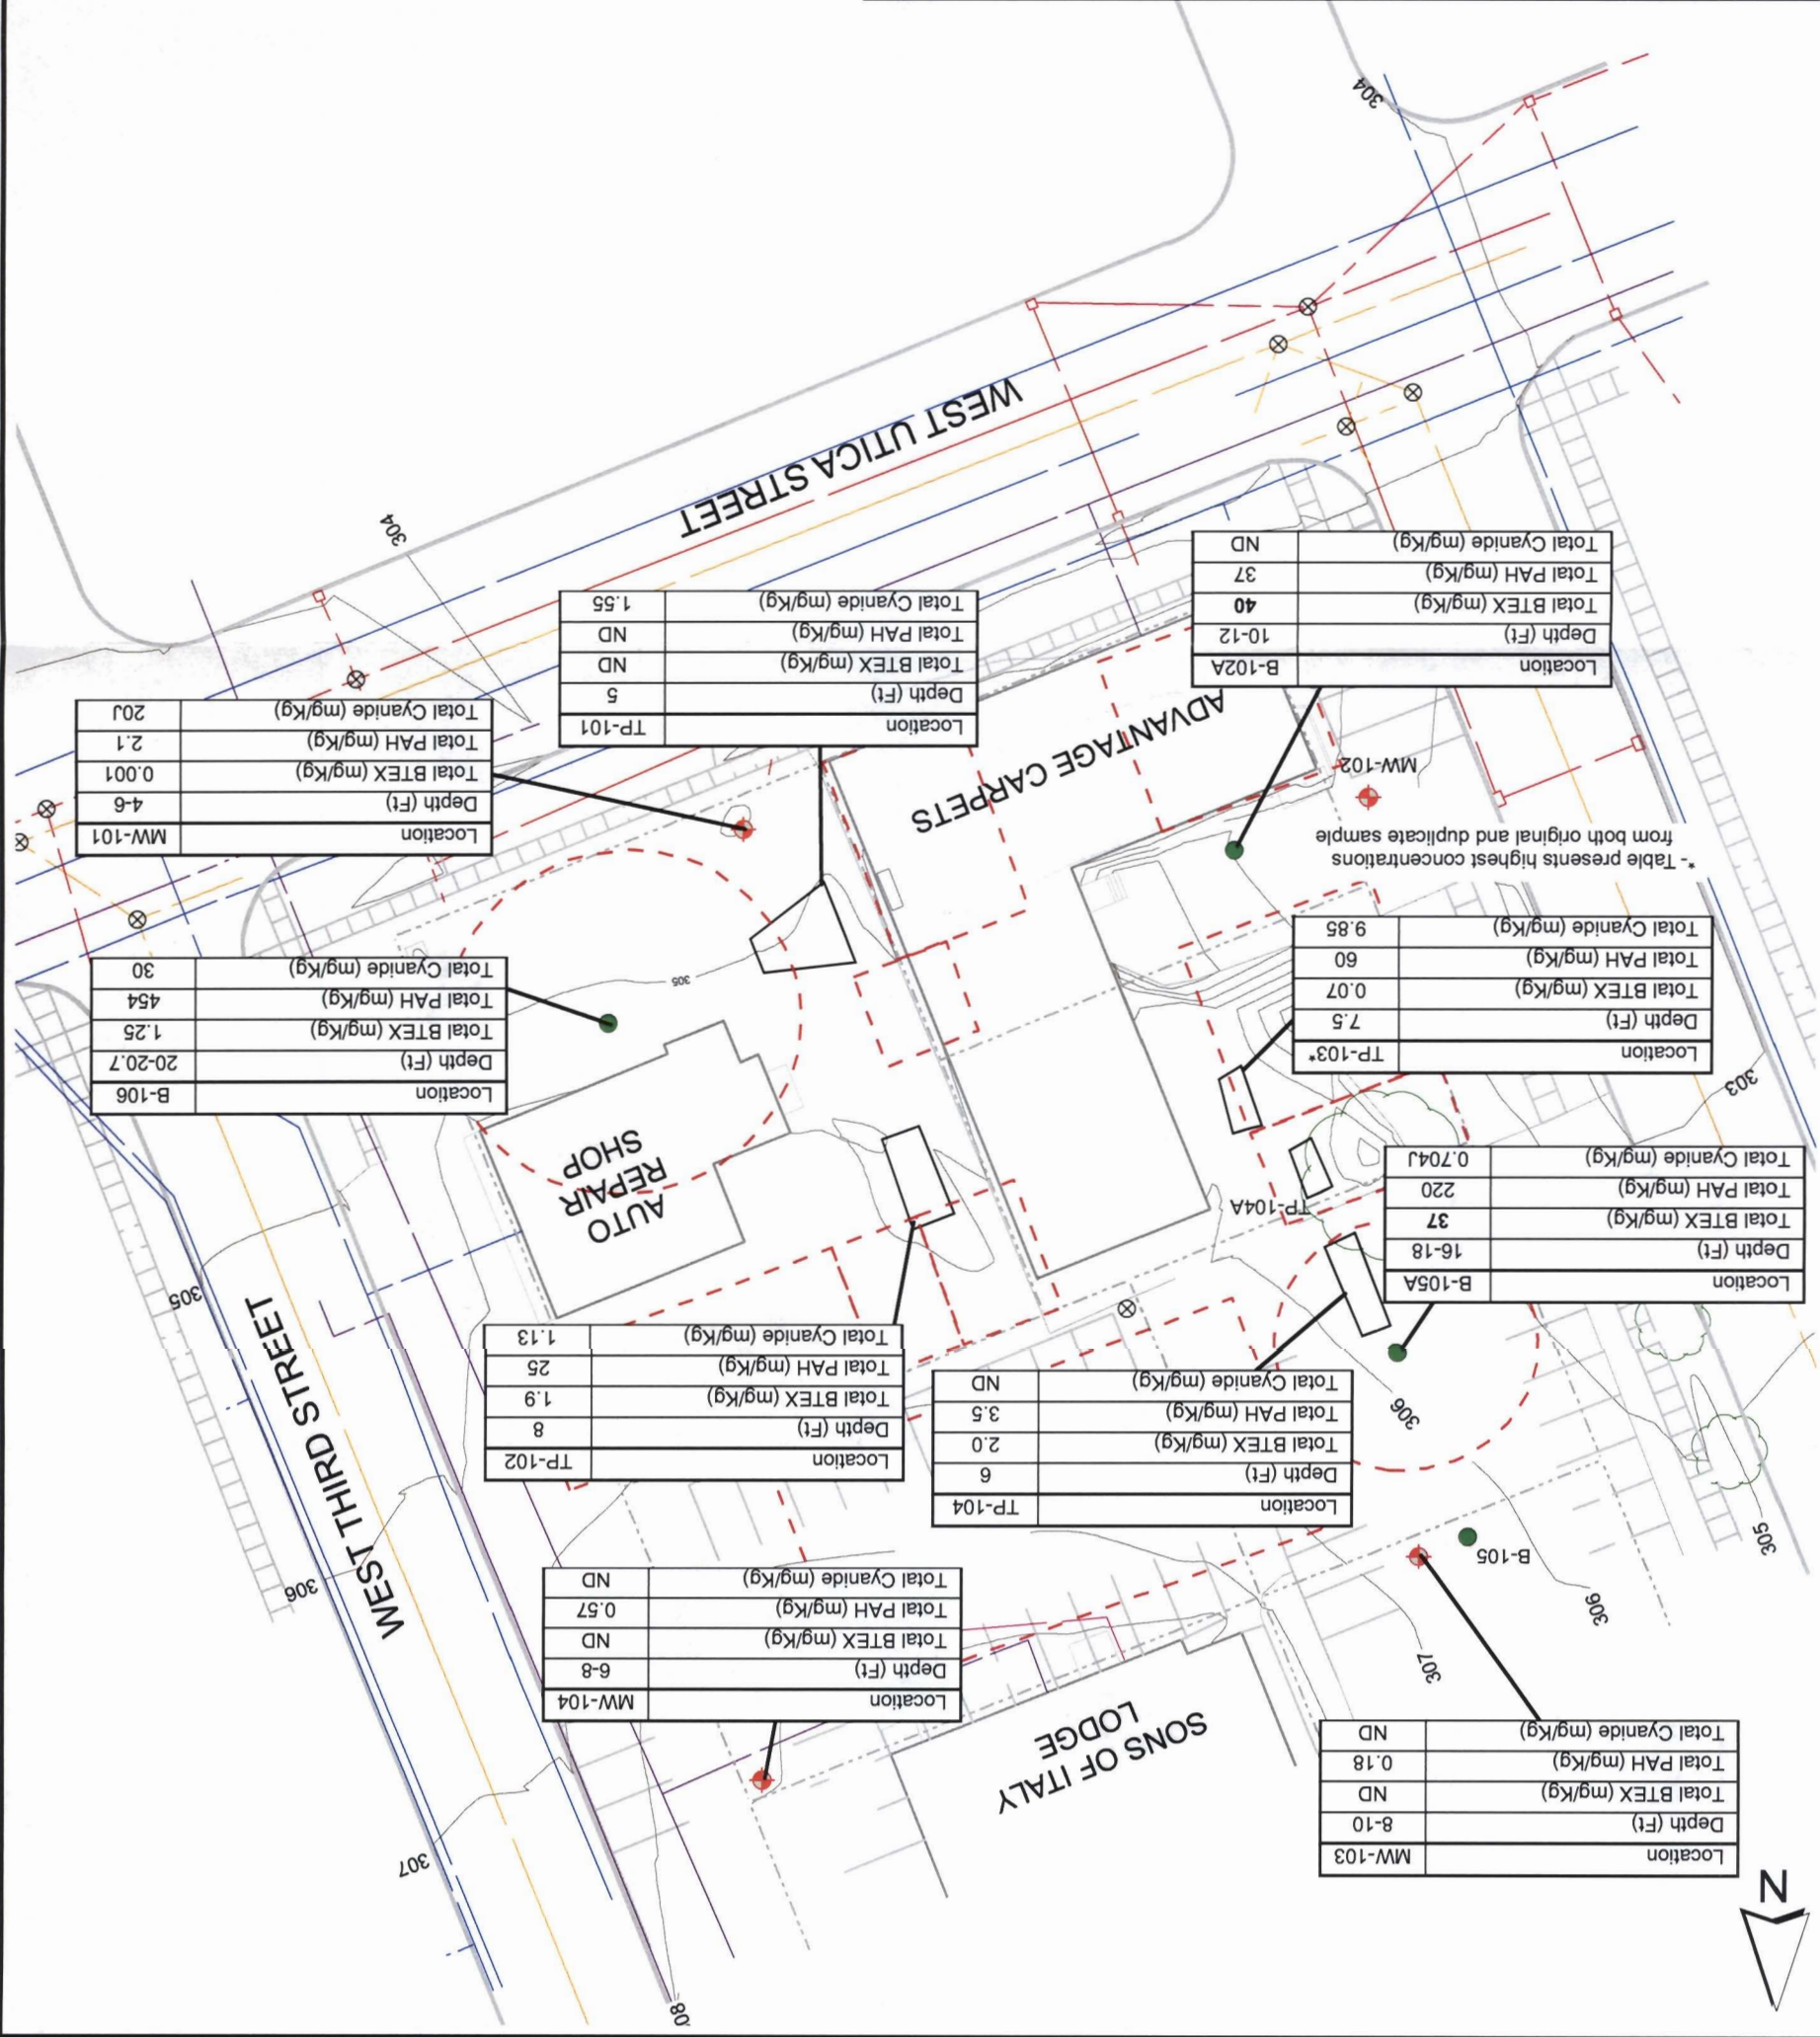 08
N
Location MW-103
Depth (Ft) 8-10
Total BTEX (mg/Kg) ND
Total PAH (mg/Kg) 0.18
Total Cyanide (mg/Kg) ND
307
SONS OF ITALY
LODGE
Location MW-104
Depth (Ft) 6-8
Total BTEX (mg/Kg) ND
Total PAH (mg/Kg) 0.57
Total Cyanide (mg/Kg) ND
307
306
306
B-105
305
WEST THIRD STREET
306
Location TP-104
Depth (Ft) 6
Total BTEX (mg/Kg) 2.0
Total PAH (mg/Kg) 3.5
Total Cyanide (mg/Kg) ND
Location TP-102
Depth (Ft) 8
Total BTEX (mg/Kg) 1.9
Total PAH (mg/Kg) 25
Total Cyanide (mg/Kg) 1.13
305
Location B-105A
Depth (Ft) 16-18
Total BTEX (mg/Kg) 37
Total PAH (mg/Kg) 220
Total Cyanide (mg/Kg) 0.704J
TP-104A
AUTO
REPAIR
SHOP
303
Location TP-103*
Depth (Ft) 7.5
Total BTEX (mg/Kg) 0.07
Total PAH (mg/Kg) 60
Total Cyanide (mg/Kg) 9.85
Location B-106
Depth (Ft) 20-20.7
Total BTEX (mg/Kg) 1.25
Total PAH (mg/Kg) 454
Total Cyanide (mg/Kg) 30
305
*- Table presents highest concentrations
from both original and duplicate sample
MW-102
ADVANTAGE CARPETS
Location MW-101
Depth (Ft) 4-6
Total BTEX (mg/Kg) 0.001
Total PAH (mg/Kg) 2.1
Total Cyanide (mg/Kg) 20J
Location TP-101
Depth (Ft) 5
Total BTEX (mg/Kg) ND
Total PAH (mg/Kg) ND
Total Cyanide (mg/Kg) 1.55
Location B-102A
Depth (Ft) 10-12
Total BTEX (mg/Kg) 40
Total PAH (mg/Kg) 37
Total Cyanide (mg/Kg) ND
304
WEST UTICA STREET
304